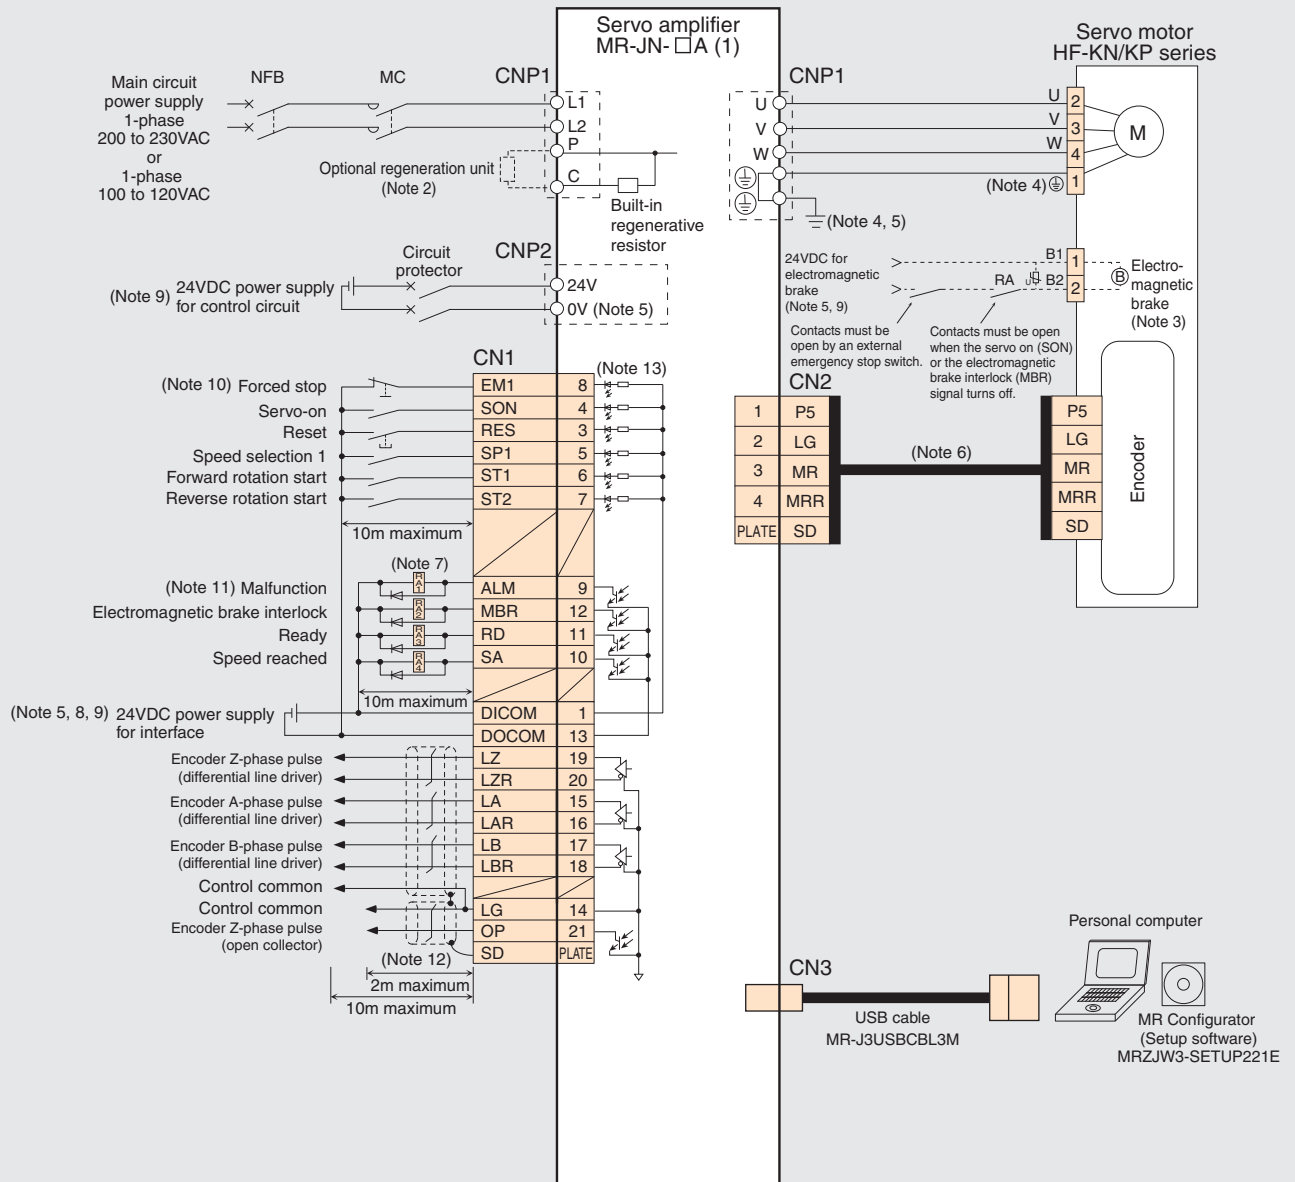 Servo amplifier
MR-JN-□A (1)
Servo motor
HF-KN/KP series
Main circuit
power supply
1-phase
200 to 230VAC
or
1-phase
100 to 120VAC
NFB
MC
CNP1
L1
L2
P
C
Optional regeneration unit
(Note 2)
Built-in
regenerative
resistor
CNP1
U
V
W
U
V
W
2
3
4
1
M
(Note 4)
(Note 4, 5)
CNP2
Circuit
protector
(Note 9) 24VDC power supply
for control circuit
24V
0V (Note 5)
24VDC for
electromagnetic
brake
(Note 5, 9)
RA
U
B1
B2
1
2
B
Electro-
magnetic
brake
(Note 3)
Contacts must be
open by an external
emergency stop switch.
Contacts must be open
when the servo on (SON)
or the electromagnetic
brake interlock (MBR)
signal turns off.
CN1
(Note 13)
(Note 10) Forced stop
EM1 8
Servo-on
SON 4
Reset
RES 3
Speed selection 1
SP1 5
Forward rotation start
ST1 6
Reverse rotation start
ST2 7
10m maximum
(Note 7)
(Note 11) Malfunction
RA1
ALM 9
Electromagnetic brake interlock
RA2
MBR 12
Ready
RA3
RD 11
Speed reached
RA4
SA 10
10m maximum
(Note 5, 8, 9) 24VDC power supply
for interface
DICOM 1
DOCOM 13
Encoder Z-phase pulse
(differential line driver)
LZ 19
LZR 20
Encoder A-phase pulse
(differential line driver)
LA 15
LAR 16
Encoder B-phase pulse
(differential line driver)
LB 17
LBR 18
Control common
Control common
LG 14
Encoder Z-phase pulse
(open collector)
OP 21
SD PLATE
(Note 12)
2m maximum
10m maximum
CN2
1 P5
2 LG
3 MR
4 MRR
PLATE SD
(Note 6)
P5
LG
MR
MRR
SD
Encoder
CN3
USB cable
MR-J3USBCBL3M
Personal computer
MR Configurator
(Setup software)
MRZJW3-SETUP221E